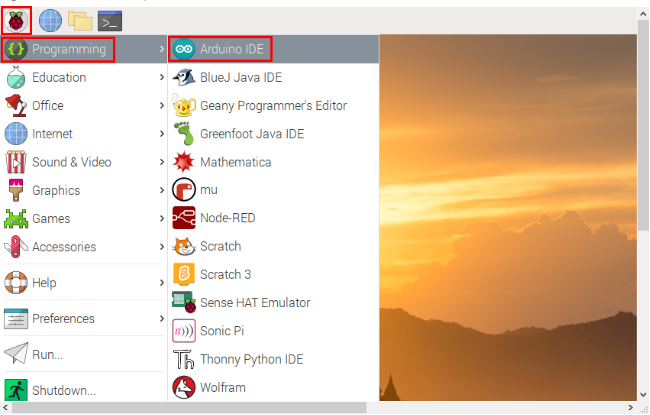 Programming
Education
Office
Internet
Sound & Video
Graphics
Games
Accessories
Help
Preferences
Run...
Shutdown...
Arduino IDE
BlueJ Java IDE
Geany Programmer's Editor
Greenfoot Java IDE
Mathematica
mu
Node-RED
Scratch
Scratch 3
Sense HAT Emulator
Sonic Pi
Thonny Python IDE
Wolfram